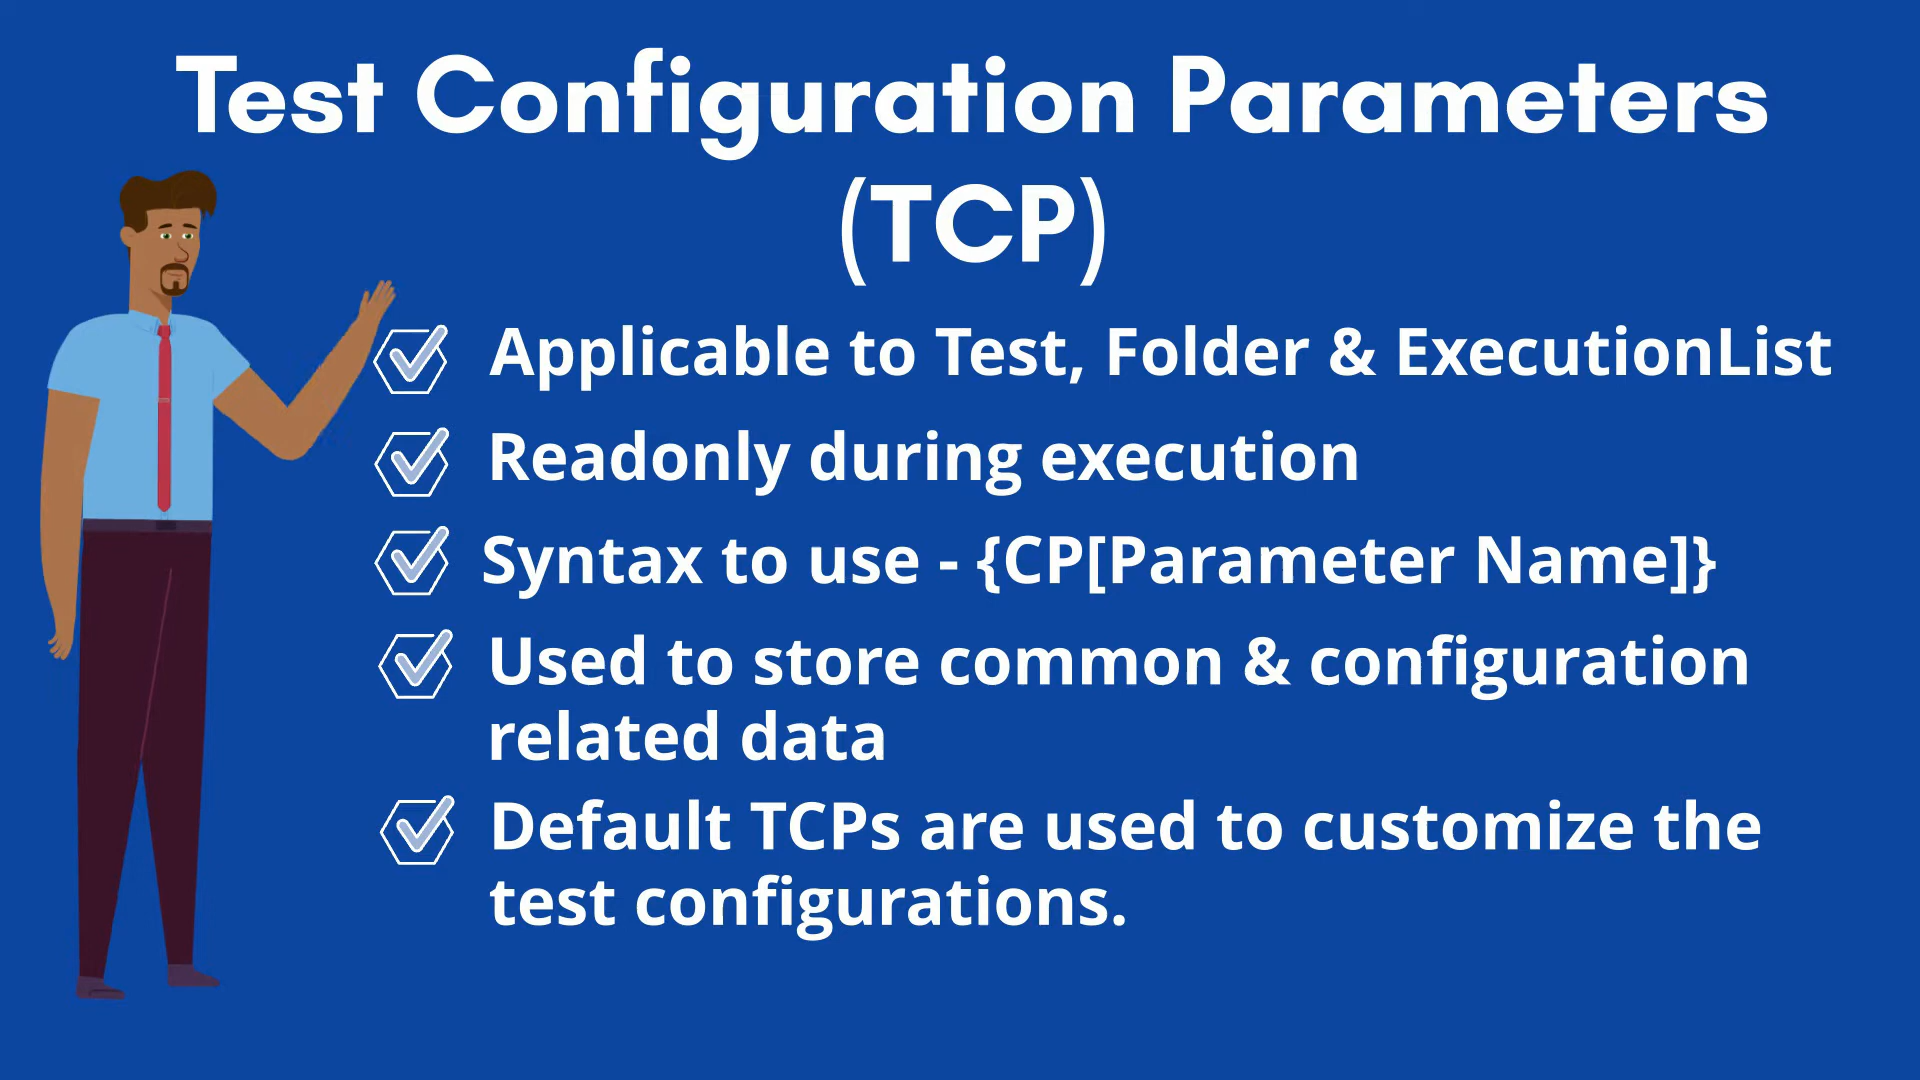 Test Configuration Parameters
(TCP)
Applicable to Test, Folder & ExecutionList
Readonly during execution
Syntax to use - {CP[Parameter Name]}
Used to store common & configuration
related data
Default TCPs are used to customize the
test configurations.